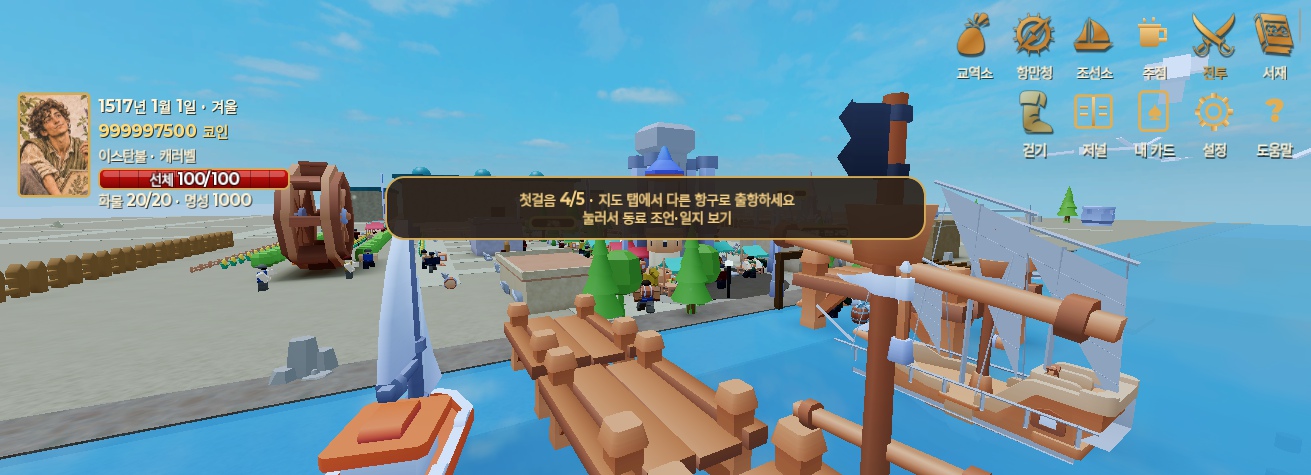 교역소 항만청 조선소 주점 전투 서재
걷기 저널 내 카드 설정 도움말
1517년 1월 1일 · 겨울
999997500 코인
이스탄불 · 캐러벨
선체 100/100
화물 20/20 · 명성 1000
첫걸음 4/5 · 지도 탭에서 다른 항구로 출항하세요
눌러서 동료 조언·일지 보기